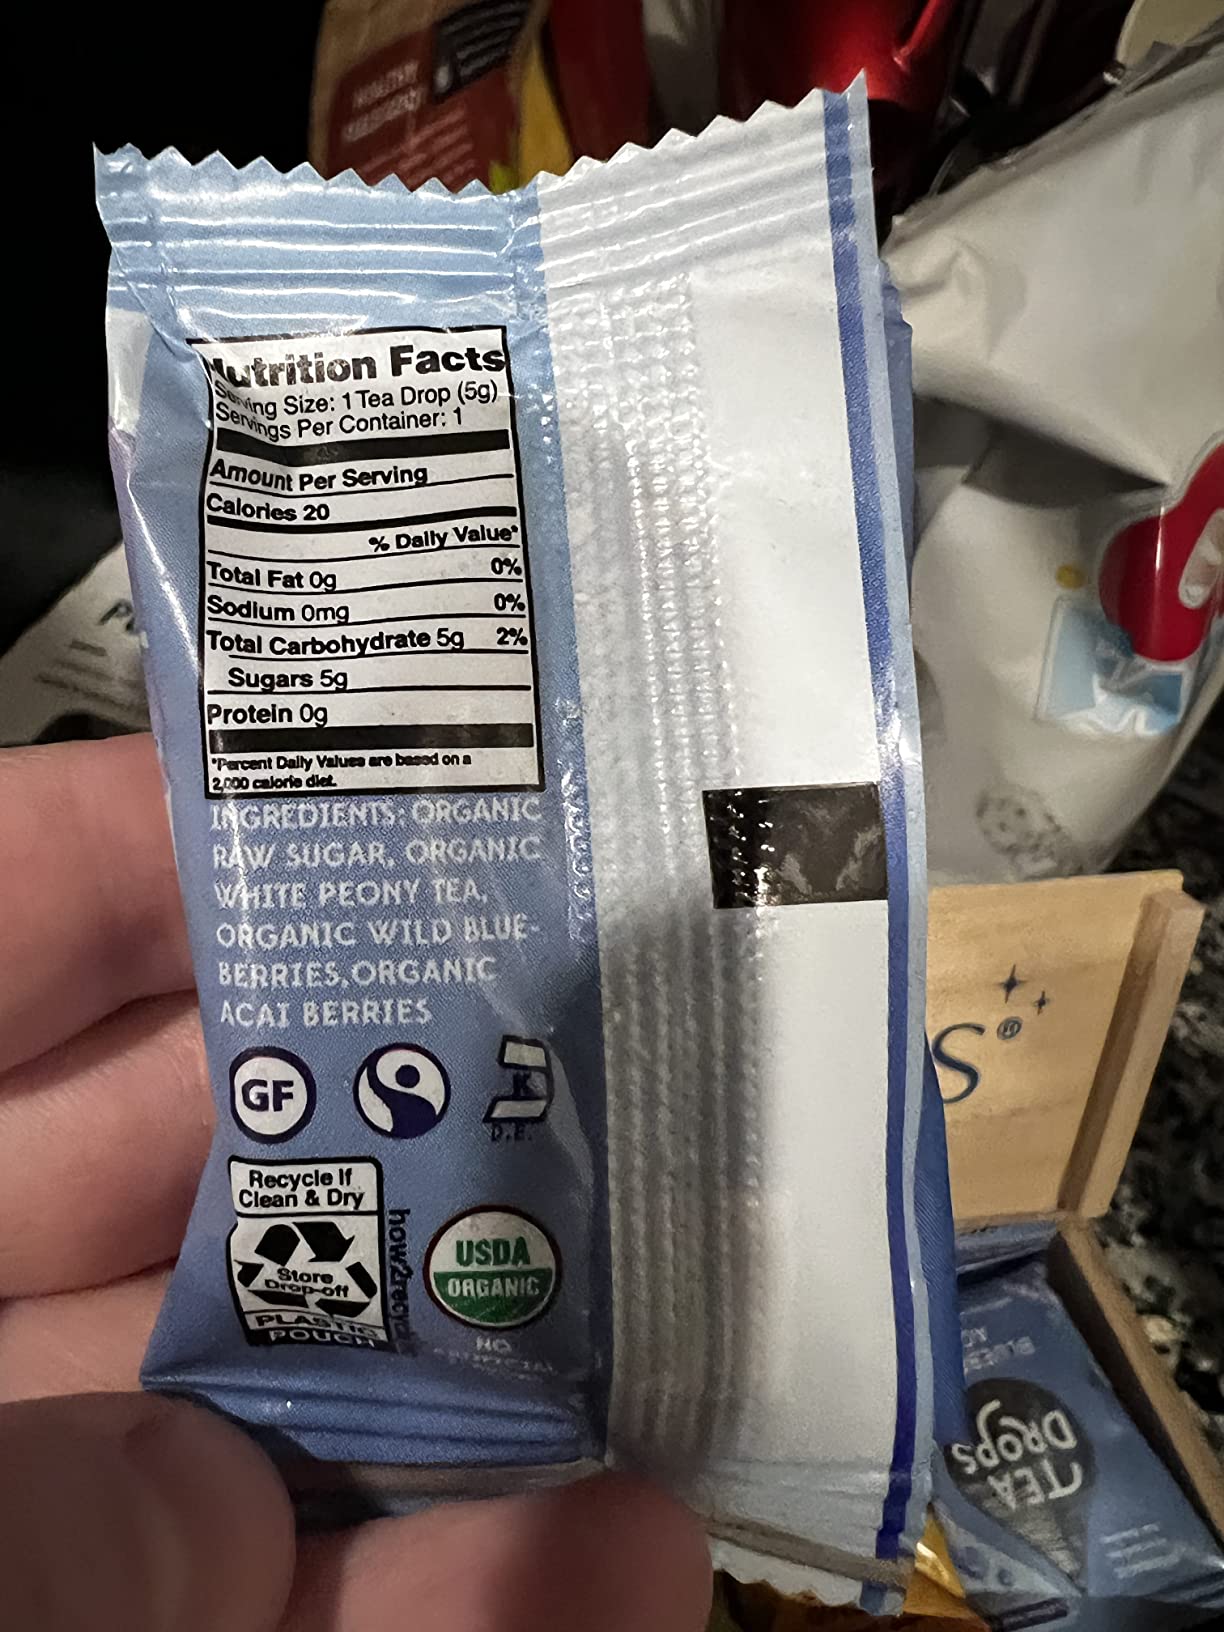 Nutrition Facts
Serving Size: 1 Tea Drop (5g)
Servings Per Container: 1
Amount Per Serving
Calories 20
% Daily Value*
Total Fat 0g 0%
Sodium 0mg 0%
Total Carbohydrate 5g 2%
Sugars 5g
Protein 0g
*Percent Daily Values are based on a
2,000 calorie diet.
INGREDIENTS: ORGANIC
RAW SUGAR, ORGANIC
WHITE PEONY TEA,
ORGANIC WILD BLUE-
BERRIES, ORGANIC
ACAI BERRIES
GF
K
D.E.
Recycle If
Clean & Dry
Store
Drop-off
PLASTIC
POUCH
how2recycle
USDA
ORGANIC
NO
ARTIFICIAL
S®
TEA
DROPS